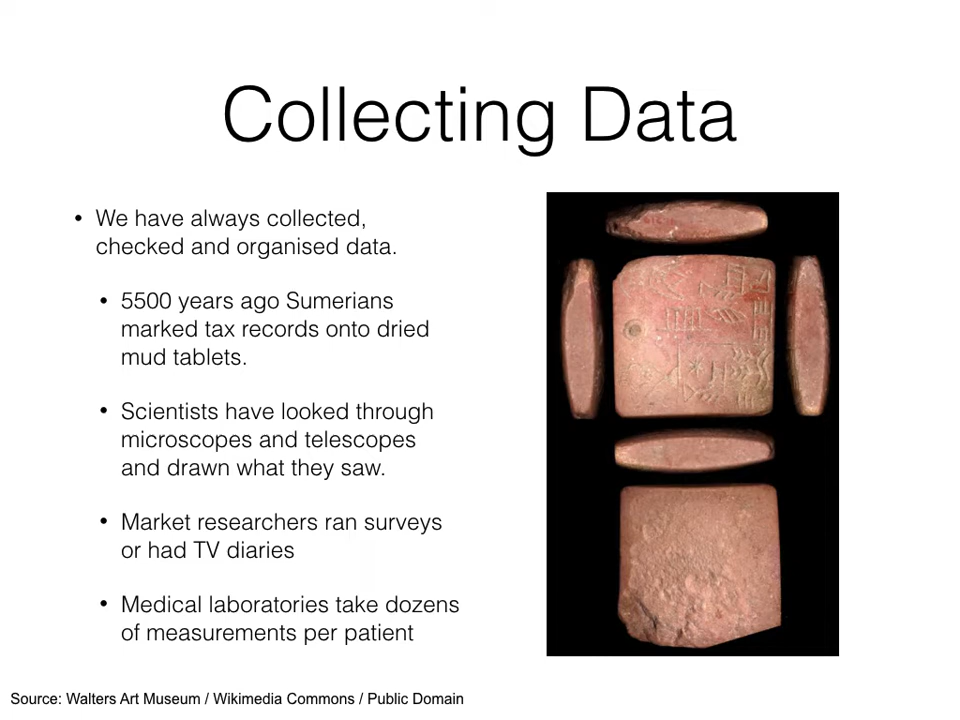 Collecting Data
• We have always collected,
checked and organised data.
• 5500 years ago Sumerians
marked tax records onto dried
mud tablets.
• Scientists have looked through
microscopes and telescopes
and drawn what they saw.
• Market researchers ran surveys
or had TV diaries
• Medical laboratories take dozens
of measurements per patient
Source: Walters Art Museum / Wikimedia Commons / Public Domain